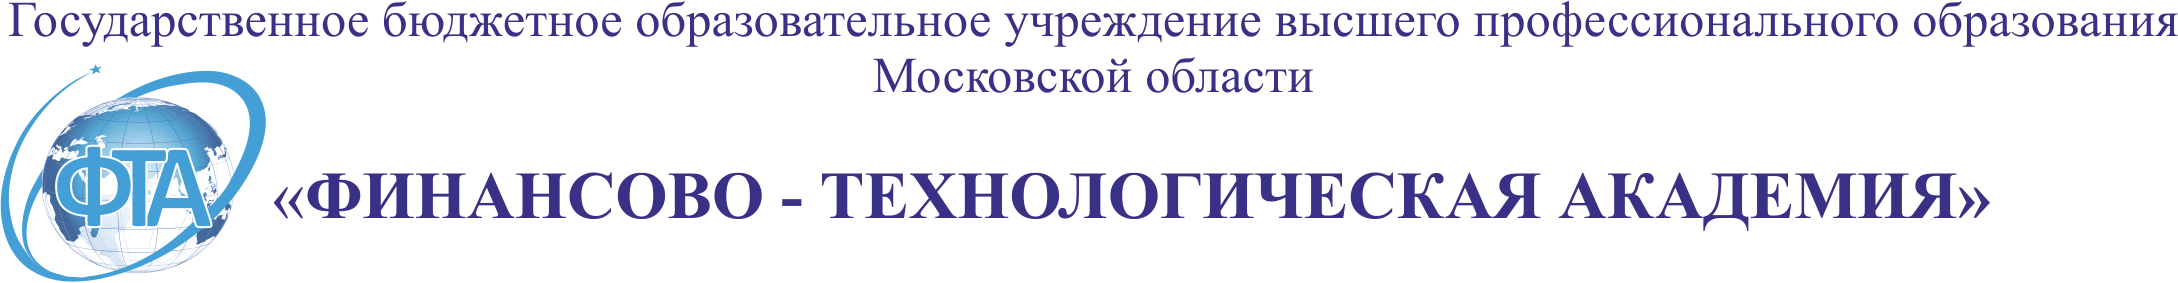 Государственное бюджетное образовательное учреждение высшего профессионального образования
Московской области
ФТА
«ФИНАНСОВО - ТЕХНОЛОГИЧЕСКАЯ АКАДЕМИЯ»